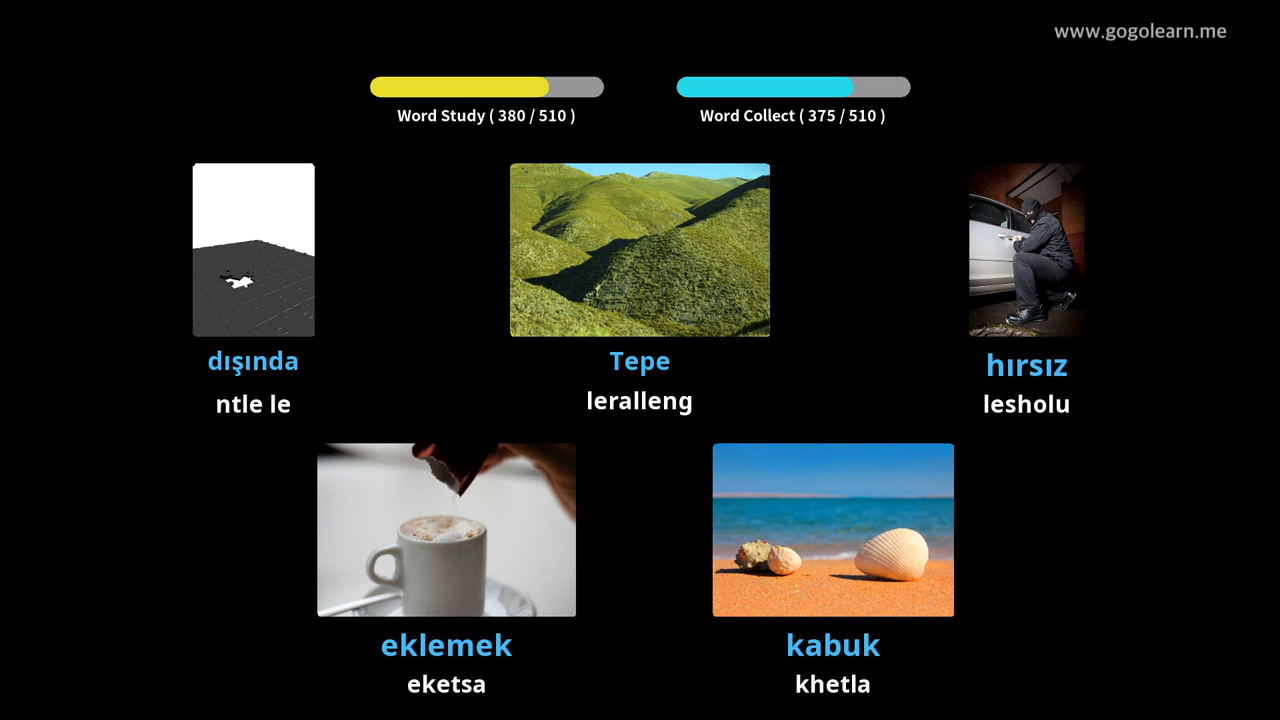 www.gogolearn.me
Word Study ( 380 / 510 )
Word Collect ( 375 / 510 )
dışında
ntle le
Tepe
leralleng
hırsız
lesholu
eklemek
eketsa
kabuk
khetla